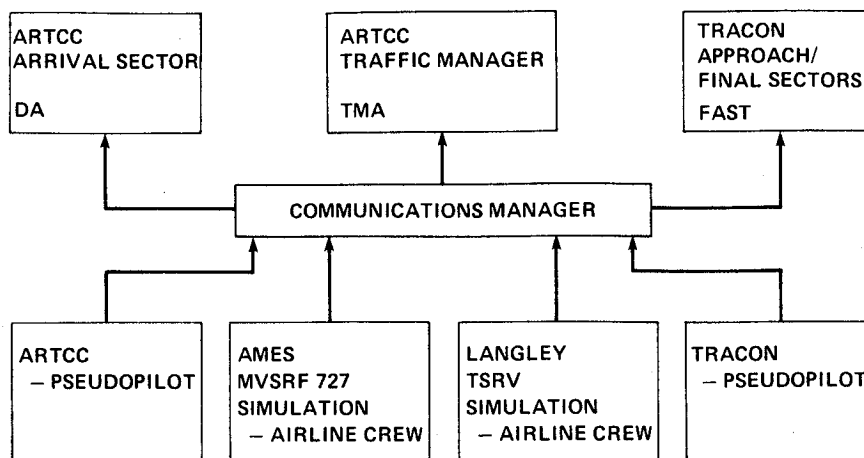 ARTCC
ARRIVAL SECTOR
DA
ARTCC
TRAFFIC MANAGER
TMA
TRACON
APPROACH/
FINAL SECTORS
FAST
COMMUNICATIONS MANAGER
ARTCC
– PSEUDOPILOT
AMES
MVSRF 727
SIMULATION
– AIRLINE CREW
LANGLEY
TSRV
SIMULATION
– AIRLINE CREW
TRACON
– PSEUDOPILOT